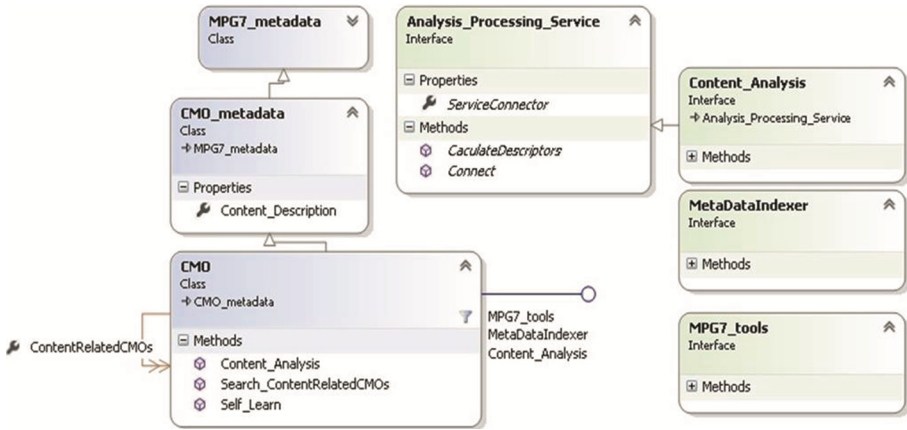 MPG7_metadata
Class
CMO_metadata
Class
MPG7_metadata
Properties
Content_Description
CMO
Class
CMO_metadata
Methods
Content_Analysis
Search_ContentRelatedCMOs
Self_Learn
ContentRelatedCMOs
MPG7_tools
MetaDataIndexer
Content_Analysis
Analysis_Processing_Service
Interface
Properties
ServiceConnector
Methods
CaculateDescriptors
Connect
Content_Analysis
Interface
Analysis_Processing_Service
Methods
MetaDataIndexer
Interface
Methods
MPG7_tools
Interface
Methods